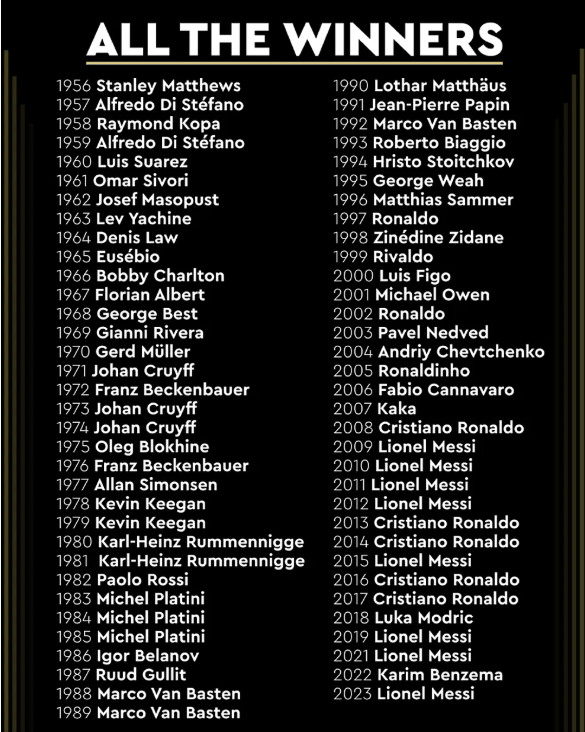 ALL THE WINNERS
1956 Stanley Matthews
1957 Alfredo Di Stéfano
1958 Raymond Kopa
1959 Alfredo Di Stéfano
1960 Luis Suarez
1961 Omar Sivori
1962 Josef Masopust
1963 Lev Yachine
1964 Denis Law
1965 Eusébio
1966 Bobby Charlton
1967 Florian Albert
1968 George Best
1969 Gianni Rivera
1970 Gerd Müller
1971 Johan Cruyff
1972 Franz Beckenbauer
1973 Johan Cruyff
1974 Johan Cruyff
1975 Oleg Blokhine
1976 Franz Beckenbauer
1977 Allan Simonsen
1978 Kevin Keegan
1979 Kevin Keegan
1980 Karl-Heinz Rummennigge
1981 Karl-Heinz Rummennigge
1982 Paolo Rossi
1983 Michel Platini
1984 Michel Platini
1985 Michel Platini
1986 Igor Belanov
1987 Ruud Gullit
1988 Marco Van Basten
1989 Marco Van Basten
1990 Lothar Matthäus
1991 Jean-Pierre Papin
1992 Marco Van Basten
1993 Roberto Biaggio
1994 Hristo Stoitchkov
1995 George Weah
1996 Matthias Sammer
1997 Ronaldo
1998 Zinédine Zidane
1999 Rivaldo
2000 Luis Figo
2001 Michael Owen
2002 Ronaldo
2003 Pavel Nedved
2004 Andriy Chevtchenko
2005 Ronaldinho
2006 Fabio Cannavaro
2007 Kaka
2008 Cristiano Ronaldo
2009 Lionel Messi
2010 Lionel Messi
2011 Lionel Messi
2012 Lionel Messi
2013 Cristiano Ronaldo
2014 Cristiano Ronaldo
2015 Lionel Messi
2016 Cristiano Ronaldo
2017 Cristiano Ronaldo
2018 Luka Modric
2019 Lionel Messi
2021 Lionel Messi
2022 Karim Benzema
2023 Lionel Messi